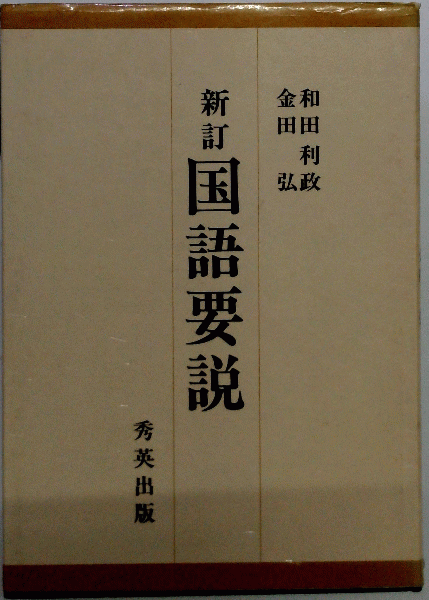 和田利政
金田弘
新訂国語要説
秀英出版